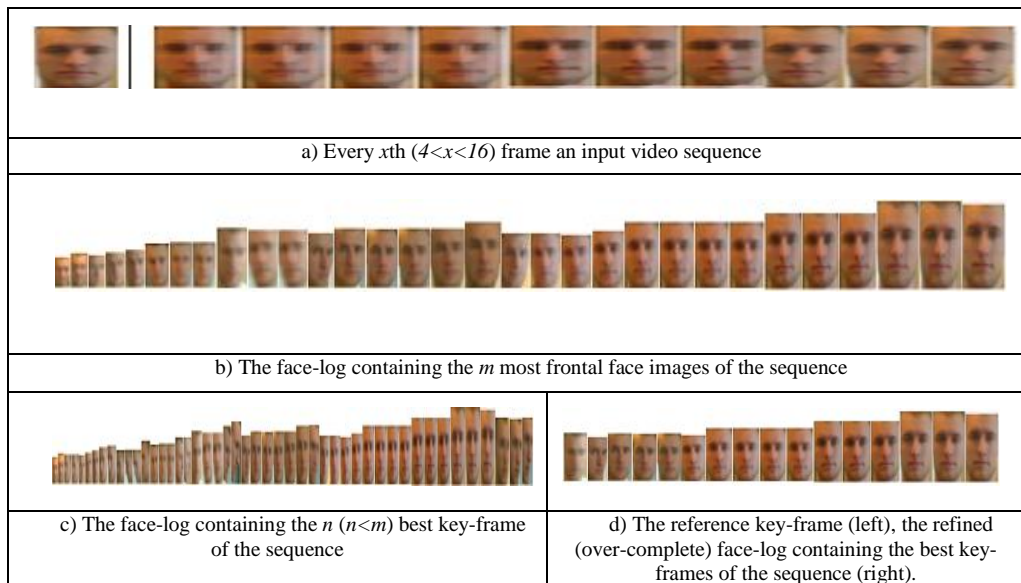 a) Every xth (4<x<16) frame an input video sequence
b) The face-log containing the m most frontal face images of the sequence
c) The face-log containing the n (n<m) best key-frame
of the sequence
d) The reference key-frame (left), the refined
(over-complete) face-log containing the best key-
frames of the sequence (right).